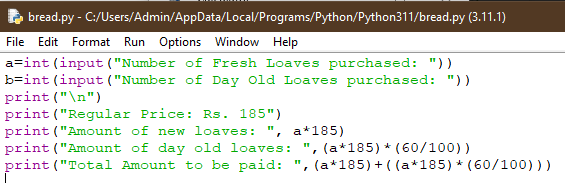 bread.py - C:/Users/Admin/AppData/Local/Programs/Python/Python311/bread.py (3.11.1)
File Edit Format Run Options Window Help
a=int(input("Number of Fresh Loaves purchased: "))
b=int(input("Number of Day Old Loaves purchased: "))
print("\n")
print("Regular Price: Rs. 185")
print("Amount of new loaves: ", a*185)
print("Amount of day old loaves: ",(a*185)*(60/100))
print("Total Amount to be paid: ",(a*185)+((a*185)*(60/100)))